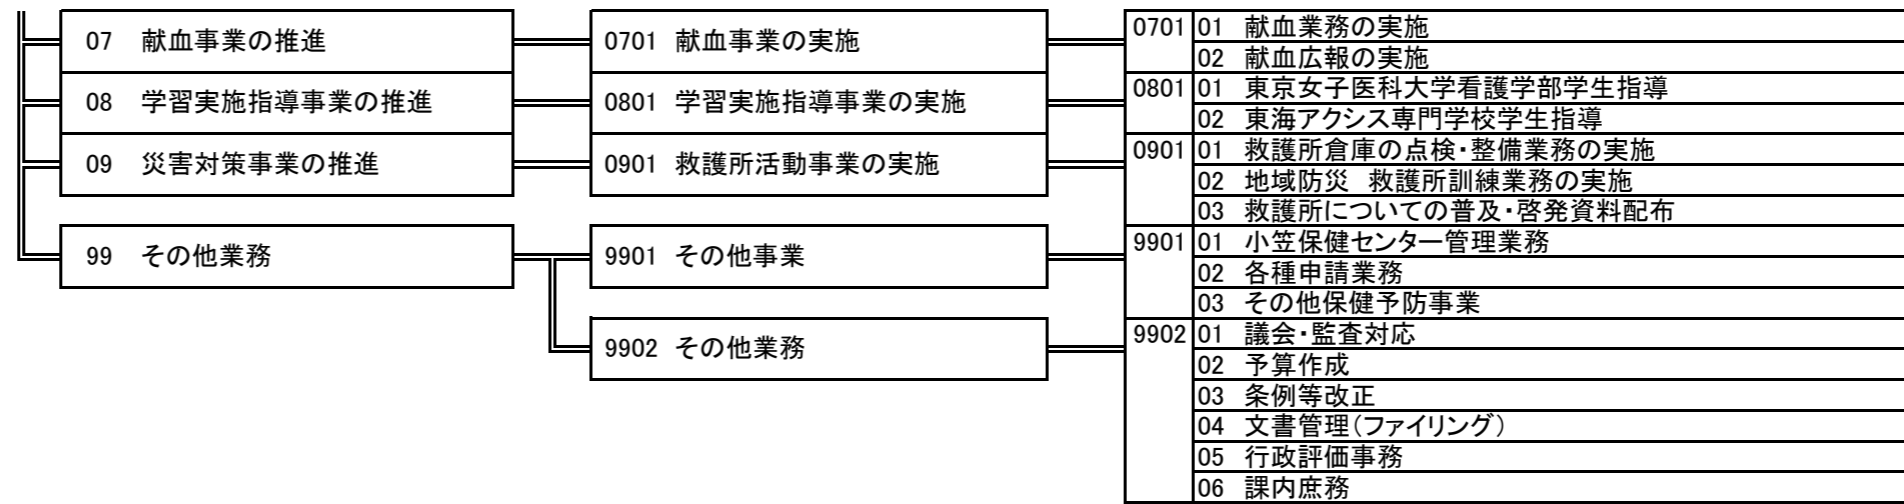 07 献血事業の推進 0701 献血事業の実施 0701 01 献血業務の実施
02 献血広報の実施
08 学習実施指導事業の推進 0801 学習実施指導事業の実施 0801 01 東京女子医科大学看護学部学生指導
02 東海アクシス専門学校学生指導
09 災害対策事業の推進 0901 救護所活動事業の実施 0901 01 救護所倉庫の点検・整備業務の実施
02 地域防災 救護所訓練業務の実施
03 救護所についての普及・啓発資料配布
99 その他業務 9901 その他事業 9901 01 小笠保健センター管理業務
02 各種申請業務
03 その他保健予防事業
9902 その他業務 9902 01 議会・監査対応
02 予算作成
03 条例等改正
04 文書管理(ファイリング)
05 行政評価事務
06 課内庶務